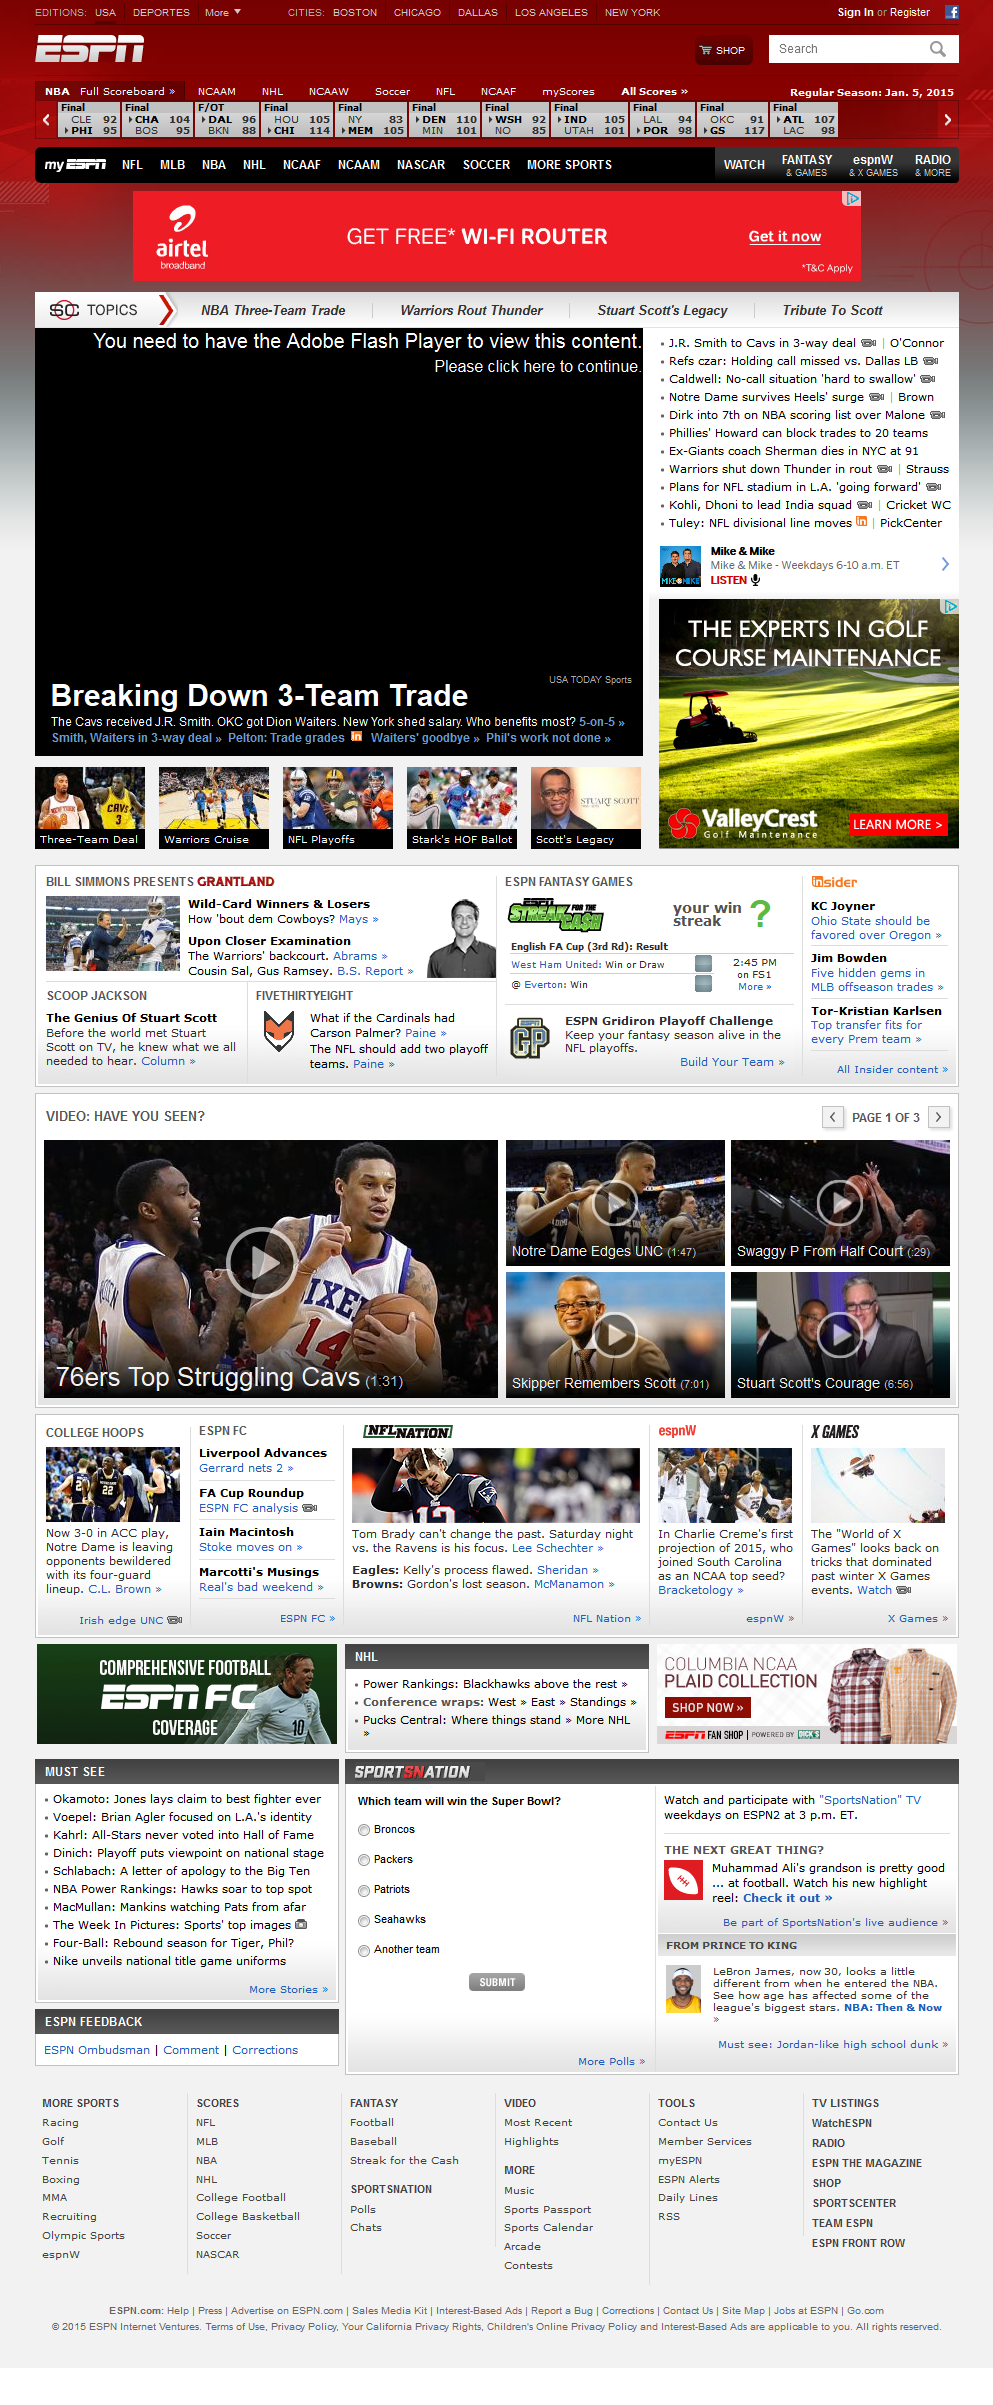 EDITIONS: USA DEPORTES More CITIES: BOSTON CHICAGO DALLAS LOS ANGELES NEW YORK Sign In or Register
ESPN
SHOP
Search
NBA Full Scoreboard » NCAAM NHL NCAAW Soccer NFL NCAAF myScores All Scores » Regular Season: Jan. 5, 2015
Final Final F/OT Final Final Final Final Final Final Final Final
CLE 92 CHA 104 DAL 96 HOU 105 NY 83 DEN 110 WSH 92 IND 105 LAL 94 OKC 91 ATL 107
PHI 95 BOS 95 BKN 88 CHI 114 MEM 105 MIN 101 NO 85 UTAH 101 POR 98 GS 117 LAC 98
myESPN NFL MLB NBA NHL NCAAF NCAAM NASCAR SOCCER MORE SPORTS WATCH FANTASY & GAMES espnW & X GAMES RADIO & MORE
airtel
broadband
GET FREE* WI-FI ROUTER
Get it now
*T&C Apply
SC TOPICS NBA Three-Team Trade Warriors Rout Thunder Stuart Scott's Legacy Tribute To Scott
You need to have the Adobe Flash Player to view this content.
Please click here to continue.
USA TODAY Sports
Breaking Down 3-Team Trade
The Cavs received J.R. Smith. OKC got Dion Waiters. New York shed salary. Who benefits most? 5-on-5 »
Smith, Waiters in 3-way deal » Pelton: Trade grades in Waiters' goodbye » Phil's work not done »
Three-Team Deal
Warriors Cruise
NFL Playoffs
Stark's HOF Ballot
STUART SCOTT
Scott's Legacy
J.R. Smith to Cavs in 3-way deal | O'Connor
Refs czar: Holding call missed vs. Dallas LB
Caldwell: No-call situation 'hard to swallow'
Notre Dame survives Heels' surge | Brown
Dirk into 7th on NBA scoring list over Malone
Phillies' Howard can block trades to 20 teams
Ex-Giants coach Sherman dies in NYC at 91
Warriors shut down Thunder in rout | Strauss
Plans for NFL stadium in L.A. 'going forward'
Kohli, Dhoni to lead India squad | Cricket WC
Tuley: NFL divisional line moves in | PickCenter
Mike & Mike
Mike & Mike - Weekdays 6-10 a.m. ET
LISTEN
THE EXPERTS IN GOLF
COURSE MAINTENANCE
ValleyCrest
Golf Maintenance
LEARN MORE >
BILL SIMMONS PRESENTS GRANTLAND
Wild-Card Winners & Losers
How 'bout dem Cowboys? Mays »
Upon Closer Examination
The Warriors' backcourt. Abrams »
Cousin Sal, Gus Ramsey. B.S. Report »
SCOOP JACKSON
The Genius Of Stuart Scott
Before the world met Stuart
Scott on TV, he knew what we all
needed to hear. Column »
FIVETHIRTYEIGHT
What if the Cardinals had
Carson Palmer? Paine »
The NFL should add two playoff
teams. Paine »
ESPN FANTASY GAMES
STREAK FOR THE CASH
your win
streak ?
English FA Cup (3rd Rd): Result
West Ham United: Win or Draw
@ Everton: Win
2:45 PM
on FS1
More »
GP
ESPN Gridiron Playoff Challenge
Keep your fantasy season alive in the
NFL playoffs.
Build Your Team »
insider
KC Joyner
Ohio State should be
favored over Oregon »
Jim Bowden
Five hidden gems in
MLB offseason trades »
Tor-Kristian Karlsen
Top transfer fits for
every Prem team »
All Insider content »
VIDEO: HAVE YOU SEEN? PAGE 1 OF 3
76ers Top Struggling Cavs (1:31)
Notre Dame Edges UNC (1:47)
Swaggy P From Half Court (:29)
Skipper Remembers Scott (7:01)
Stuart Scott's Courage (6:56)
COLLEGE HOOPS
Now 3-0 in ACC play,
Notre Dame is leaving
opponents bewildered
with its four-guard
lineup. C.L. Brown »
Irish edge UNC
ESPN FC
Liverpool Advances
Gerrard nets 2 »
FA Cup Roundup
ESPN FC analysis
Iain Macintosh
Stoke moves on »
Marcotti's Musings
Real's bad weekend »
ESPN FC »
NFL NATION
Tom Brady can't change the past. Saturday night
vs. the Ravens is his focus. Lee Schechter »
Eagles: Kelly's process flawed. Sheridan »
Browns: Gordon's lost season. McManamon »
NFL Nation »
espnW
In Charlie Creme's first
projection of 2015, who
joined South Carolina
as an NCAA top seed?
Bracketology »
espnW »
X GAMES
The "World of X
Games" looks back on
tricks that dominated
past winter X Games
events. Watch
X Games »
COMPREHENSIVE FOOTBALL
ESPN FC
COVERAGE
NHL
Power Rankings: Blackhawks above the rest »
Conference wraps: West » East » Standings »
Pucks Central: Where things stand » More NHL
»
COLUMBIA NCAA
PLAID COLLECTION
SHOP NOW »
ESPN FAN SHOP | POWERED BY DICK'S
MUST SEE
Okamoto: Jones lays claim to best fighter ever
Voepel: Brian Agler focused on L.A.'s identity
Kahrl: All-Stars never voted into Hall of Fame
Dinich: Playoff puts viewpoint on national stage
Schlabach: A letter of apology to the Big Ten
NBA Power Rankings: Hawks soar to top spot
MacMullan: Mankins watching Pats from afar
The Week In Pictures: Sports' top images
Four-Ball: Rebound season for Tiger, Phil?
Nike unveils national title game uniforms
More Stories »
ESPN FEEDBACK
ESPN Ombudsman | Comment | Corrections
SPORTSNATION
Which team will win the Super Bowl?
Broncos
Packers
Patriots
Seahawks
Another team
SUBMIT
More Polls »
Watch and participate with "SportsNation" TV
weekdays on ESPN2 at 3 p.m. ET.
THE NEXT GREAT THING?
Muhammad Ali's grandson is pretty good
... at football. Watch his new highlight
reel: Check it out »
Be part of SportsNation's live audience »
FROM PRINCE TO KING
LeBron James, now 30, looks a little
different from when he entered the NBA.
See how age has affected some of the
league's biggest stars. NBA: Then & Now
»
Must see: Jordan-like high school dunk »
MORE SPORTS
Racing
Golf
Tennis
Boxing
MMA
Recruiting
Olympic Sports
espnW
SCORES
NFL
MLB
NBA
NHL
College Football
College Basketball
Soccer
NASCAR
FANTASY
Football
Baseball
Streak for the Cash
SPORTSNATION
Polls
Chats
VIDEO
Most Recent
Highlights
MORE
Music
Sports Passport
Sports Calendar
Arcade
Contests
TOOLS
Contact Us
Member Services
myESPN
ESPN Alerts
Daily Lines
RSS
TV LISTINGS
WatchESPN
RADIO
ESPN THE MAGAZINE
SHOP
SPORTSCENTER
TEAM ESPN
ESPN FRONT ROW
ESPN.com: Help | Press | Advertise on ESPN.com | Sales Media Kit | Interest-Based Ads | Report a Bug | Corrections | Contact Us | Site Map | Jobs at ESPN | Go.com
© 2015 ESPN Internet Ventures. Terms of Use, Privacy Policy, Your California Privacy Rights, Children's Online Privacy Policy and Interest-Based Ads are applicable to you. All rights reserved.